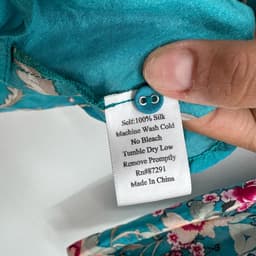 Self:100% Silk
Machine Wash Cold
No Bleach
Tumble Dry Low
Remove Promptly
Rn#87291
Made In China